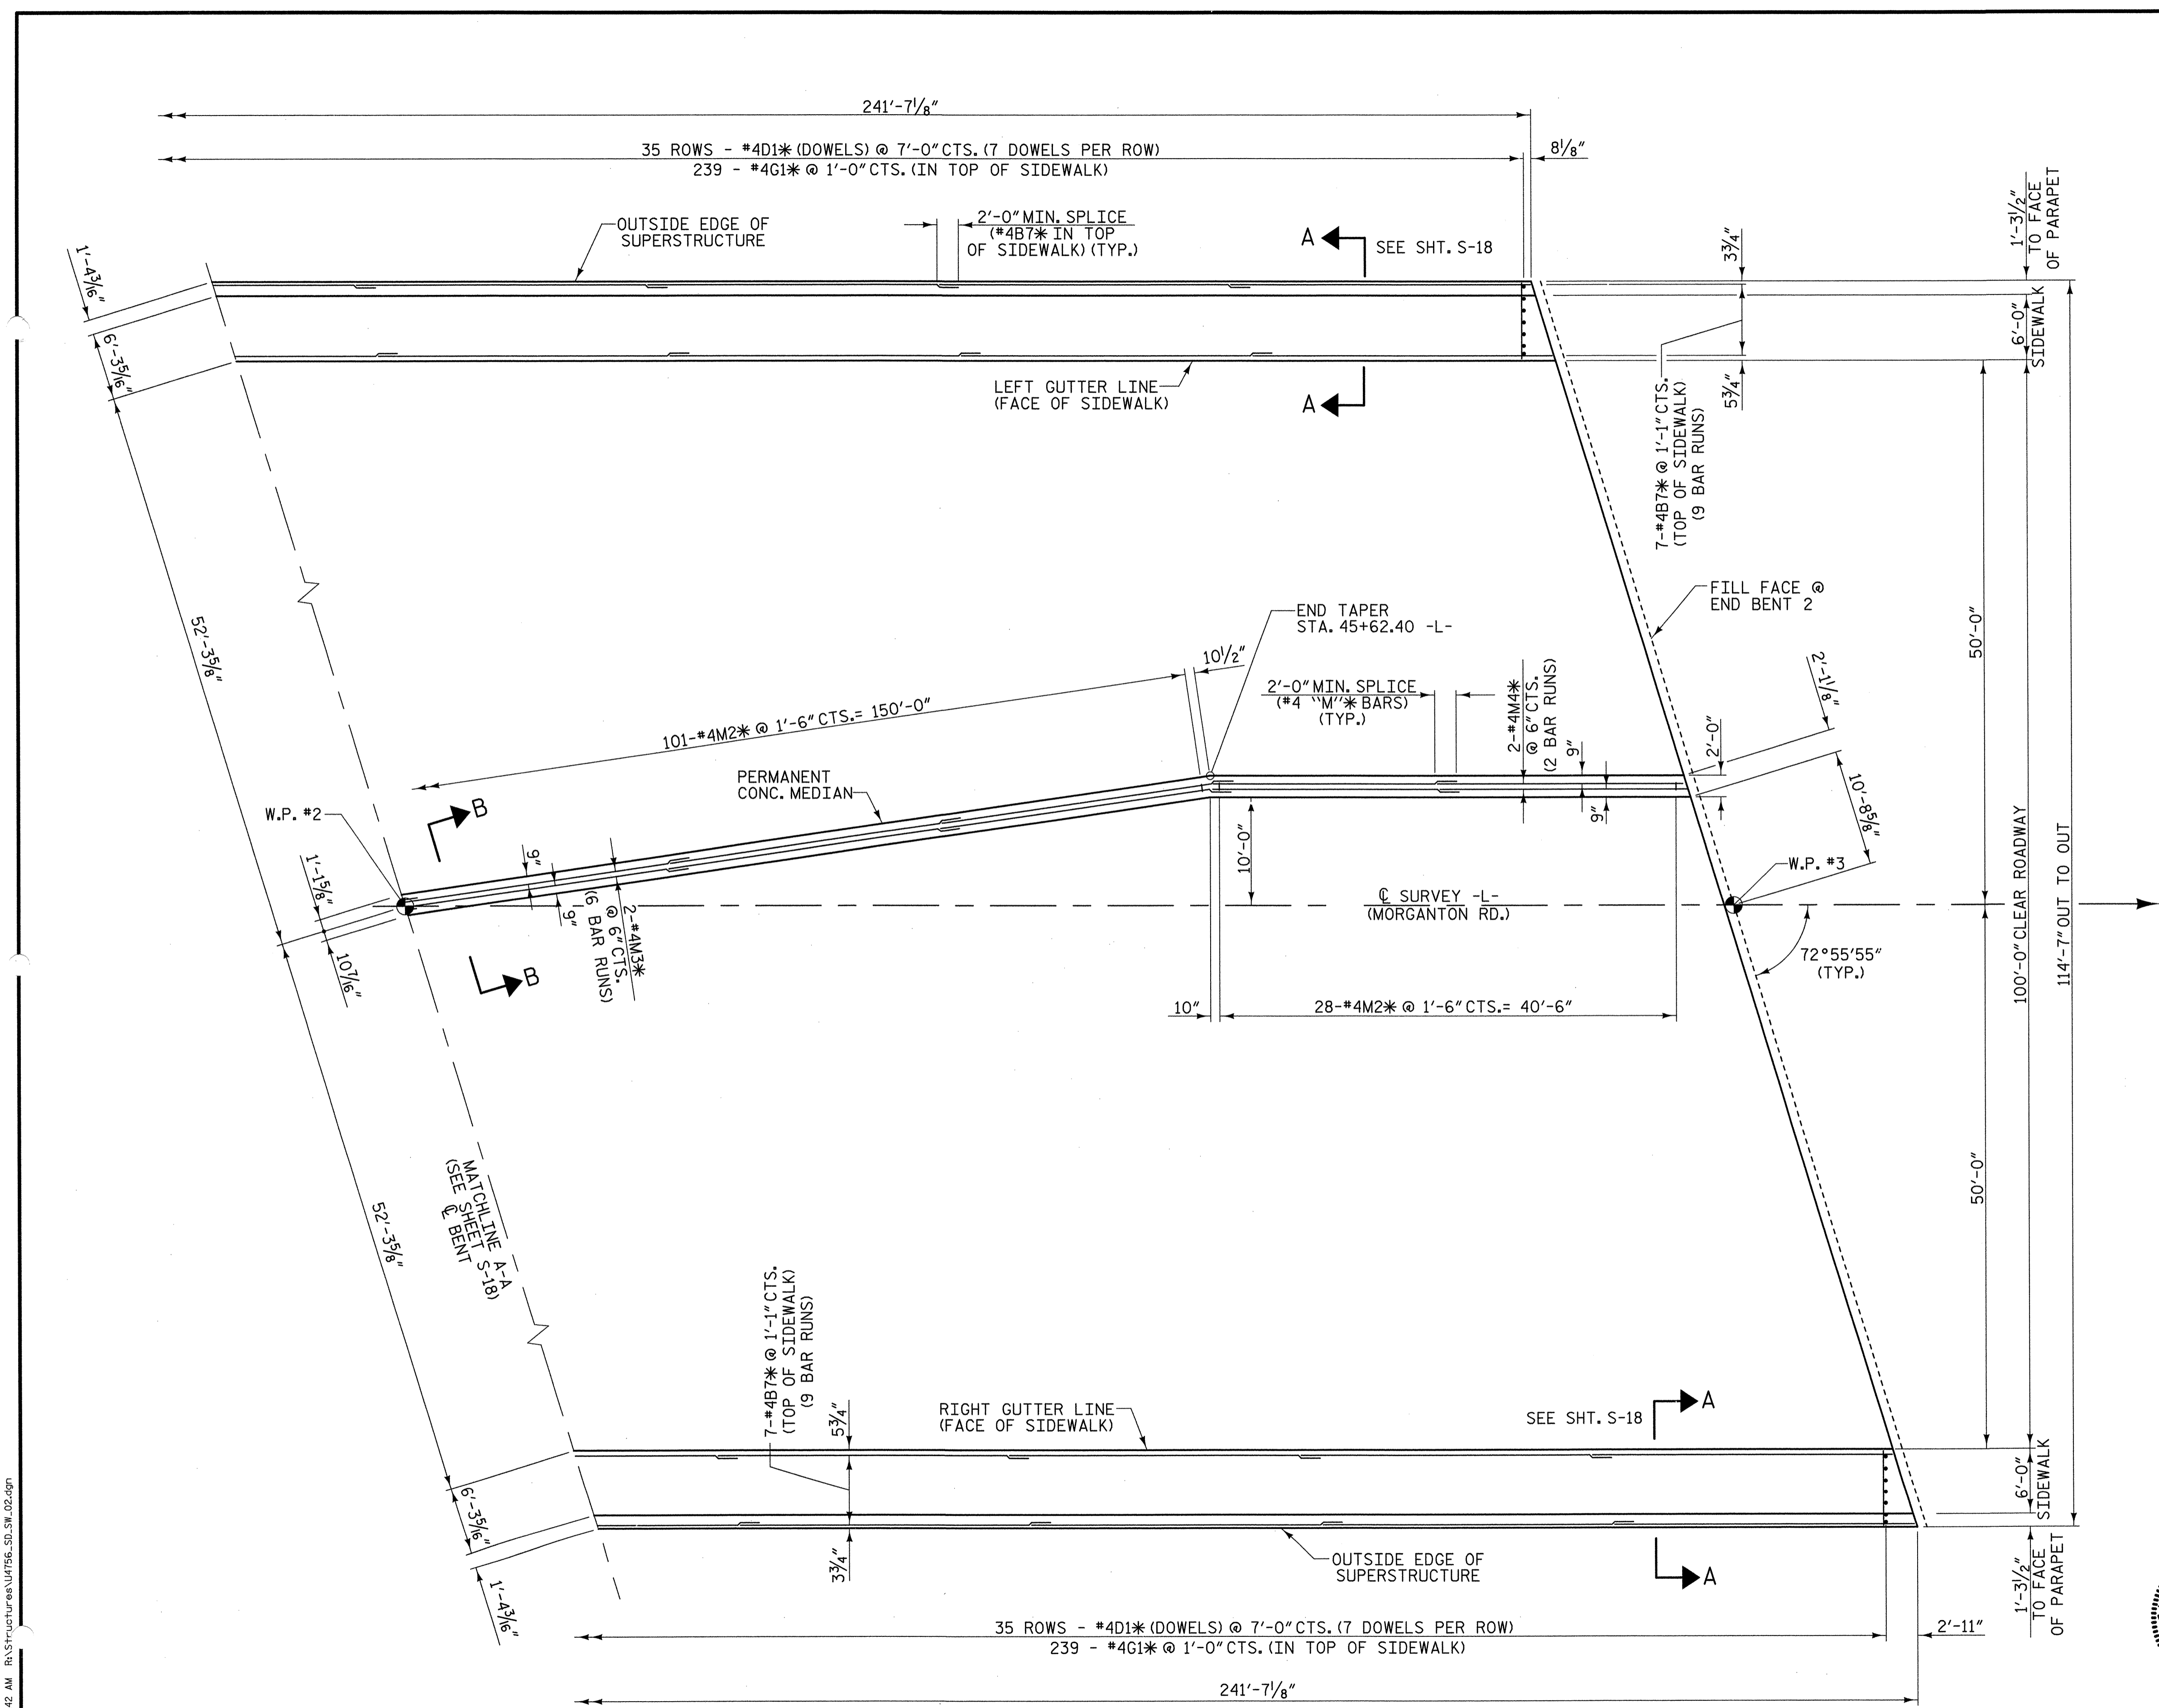 241'-7 1/8"
35 ROWS - #4D1* (DOWELS) @ 7'-0" CTS. (7 DOWELS PER ROW)
239 - #4G1* @ 1'-0" CTS. (IN TOP OF SIDEWALK)
8 1/8"
OUTSIDE EDGE OF
SUPERSTRUCTURE
2'-0" MIN. SPLICE
(#4B7* IN TOP
OF SIDEWALK) (TYP.)
A
SEE SHT. S-18
3 3/4"
1'-3 1/2"
TO FACE
OF PARAPET
1'-4 3/16"
6'-3 5/16"
6'-0"
SIDEWALK
LEFT GUTTER LINE
(FACE OF SIDEWALK)
A
5 3/4"
7-#4B7* @ 1'-1" CTS.
(TOP OF SIDEWALK)
(9 BAR RUNS)
FILL FACE @
END BENT 2
END TAPER
STA. 45+62.40 -L-
52'-3 5/8"
50'-0"
10 1/2"
2'-0" MIN. SPLICE
(#4 "M"* BARS)
(TYP.)
2-#4M4*
@ 6" CTS.
(2 BAR RUNS)
9"
9"
2'-0"
2'-1 1/8"
10'-8 5/8"
101-#4M2* @ 1'-6" CTS. = 150'-0"
PERMANENT
CONC. MEDIAN
W.P. #2
B
9"
9"
1'-1 5/8"
10 7/16"
2-#4M3*
@ 6" CTS.
(6 BAR RUNS)
B
10'-0"
W.P. #3
℄ SURVEY -L-
(MORGANTON RD.)
72°55'55"
(TYP.)
100'-0" CLEAR ROADWAY
114'-7" OUT TO OUT
10"
28-#4M2* @ 1'-6" CTS. = 40'-6"
50'-0"
52'-3 5/8"
MATCHLINE A-A
(SEE SHEET S-18)
℄ BENT
7-#4B7* @ 1'-1" CTS.
(TOP OF SIDEWALK)
(9 BAR RUNS)
5 3/4"
RIGHT GUTTER LINE
(FACE OF SIDEWALK)
SEE SHT. S-18
A
6'-3 5/16"
1'-4 3/16"
6'-0"
SIDEWALK
3 3/4"
OUTSIDE EDGE OF
SUPERSTRUCTURE
A
1'-3 1/2"
TO FACE
OF PARAPET
35 ROWS - #4D1* (DOWELS) @ 7'-0" CTS. (7 DOWELS PER ROW)
239 - #4G1* @ 1'-0" CTS. (IN TOP OF SIDEWALK)
2'-11"
241'-7 1/8"
42 AM R:\Structures\U4756_SD_SW_02.dgn